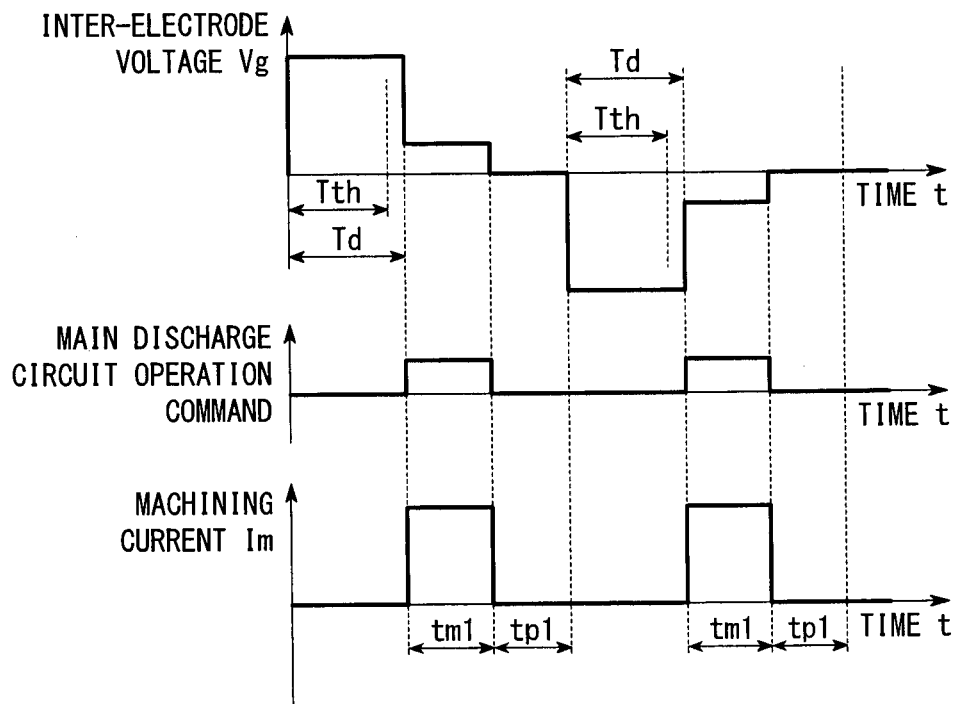 INTER-ELECTRODE
VOLTAGE Vg
Td
Tth
Tth
Td
TIME t
MAIN DISCHARGE
CIRCUIT OPERATION
COMMAND
TIME t
MACHINING
CURRENT Im
tm1
tp1
tm1
tp1
TIME t